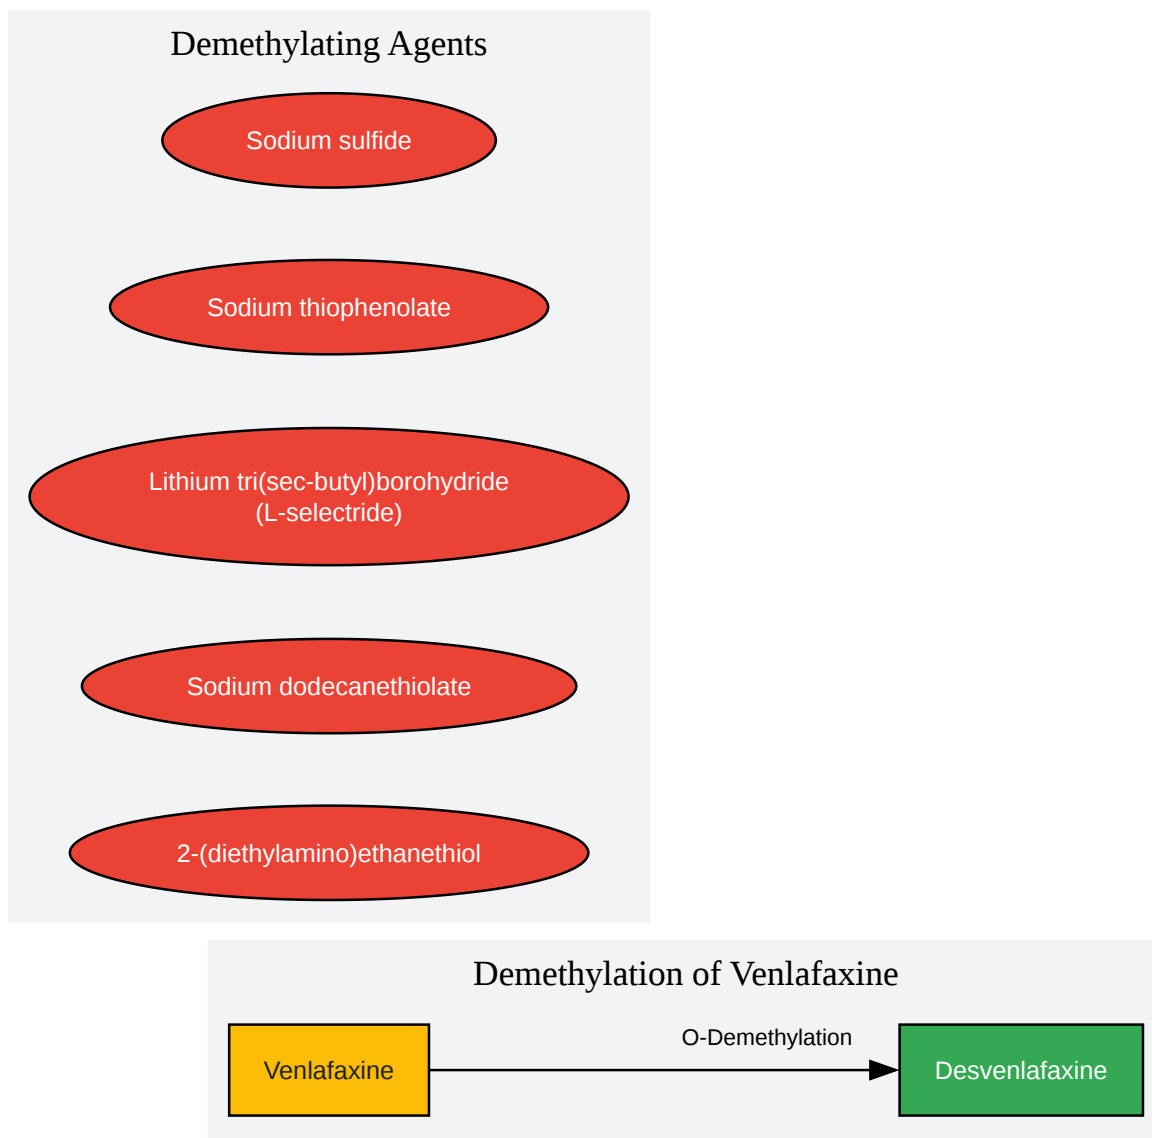 Demethylating Agents
Sodium sulfide
Sodium thiophenolate
Lithium tri(sec-butyl)borohydride
(L-selectride)
Sodium dodecanethiolate
2-(diethylamino)ethanethiol
Demethylation of Venlafaxine
O-Demethylation
Venlafaxine
Desvenlafaxine